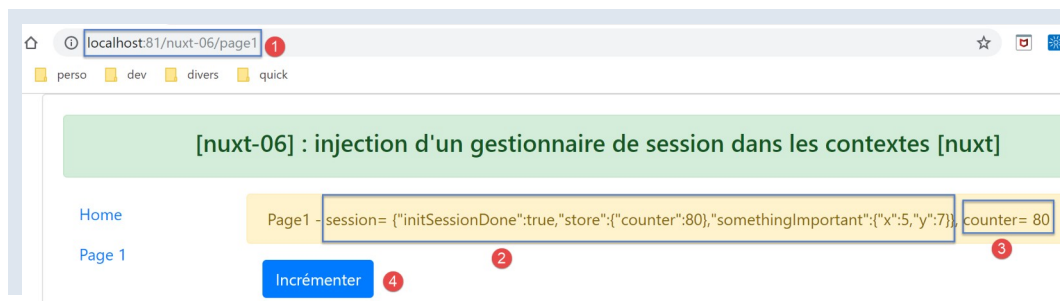 localhost:81/nuxt-06/page1 1
perso dev divers quick
[nuxt-06] : injection d'un gestionnaire de session dans les contextes [nuxt]
Home
Page1 - session= {"initSessionDone":true,"store":{"counter":80},"somethingImportant":{"x":5,"y":7}}, counter= 80
Page 1
2
3
Incrémenter 4